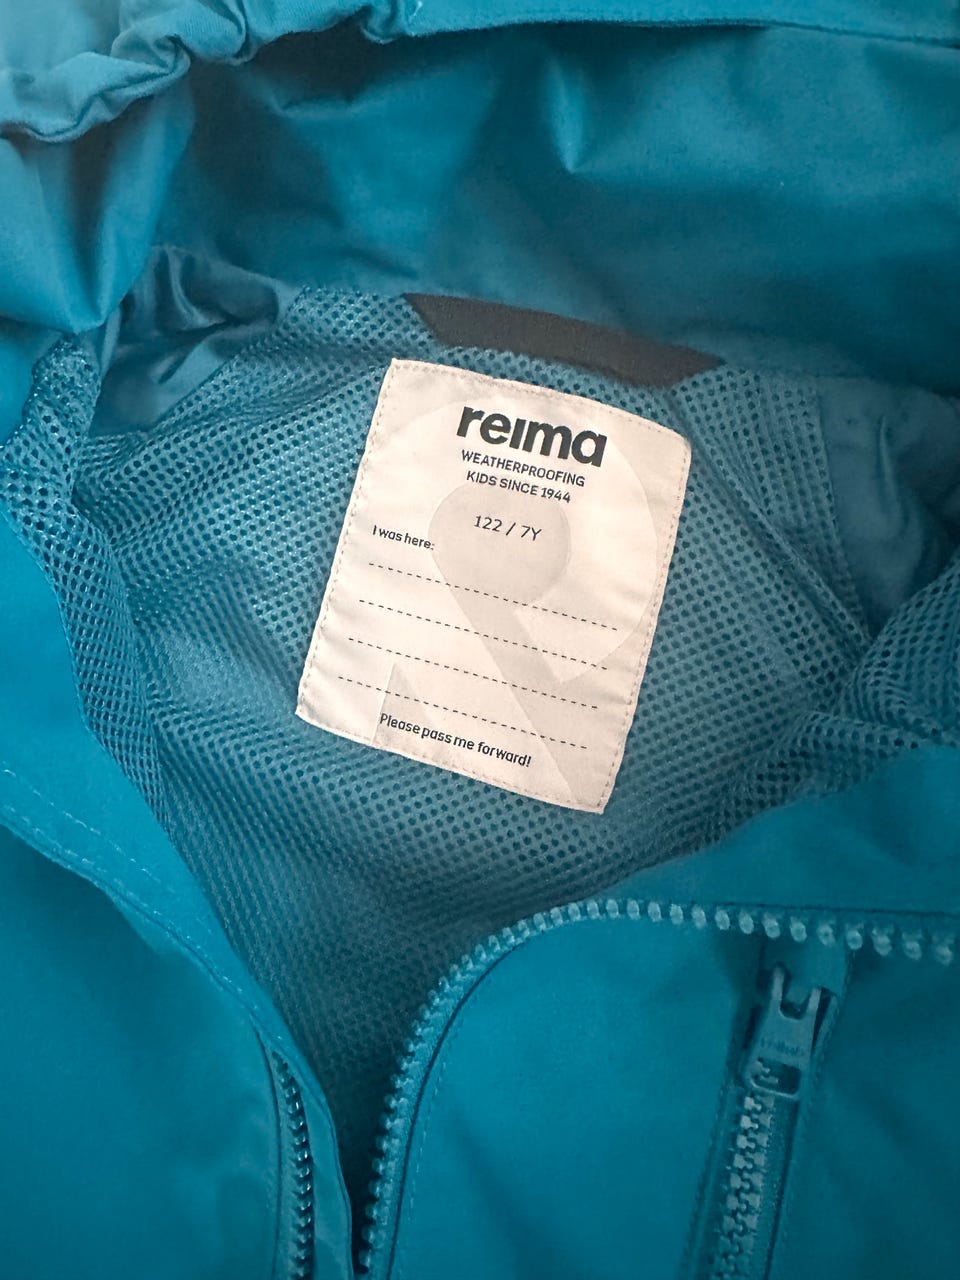 reima
WEATHERPROOFING
KIDS SINCE 1944
122 / 7Y
I was here:
Please pass me forward!